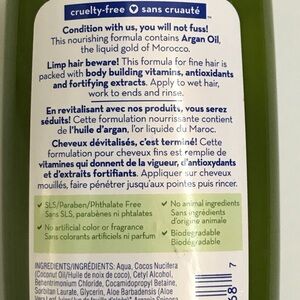 cruelty-free ♥ sans cruauté™
Condition with us, you will not fuss!
This nourishing formula contains Argan Oil,
the liquid gold of Morocco.
Limp hair beware! This formula for fine hair is
packed with body building vitamins, antioxidants
and fortifying extracts. Apply to wet hair,
work to ends and rinse.
En revitalisant avec nos produits, vous serez
séduits! Cette formulation nourrissante contient
de l'huile d'argan, l'or liquide du Maroc.
Cheveux dévitalisés, c'est terminé! Cette
formulation pour cheveux fins est remplie de
vitamines qui donnent de la vigueur, d'antioxydants
et d'extraits fortifiants. Appliquer sur cheveux
mouillés, faire pénétrer jusqu'aux pointes puis rincer.
✓ SLS/Paraben/Phthalate Free
Sans SLS, parabènes ni phtalates
✓ No artificial color or fragrance
Sans colorants artificiels ni parfum
✓ No animal ingredients
Sans ingrédients
d'origine animale
✓ Biodegradable
Biodégradable
INGREDIENTS/INGRÉDIENTS: Aqua, Cocos Nucifera
(Coconut Oil/Huile de noix de coco), Cetyl Alcohol,
Behentrimonium Chloride, Cocamidopropyl Betaine,
Sorbitan Laurate, Glycerin, Aloe Barbadensis (Aloe